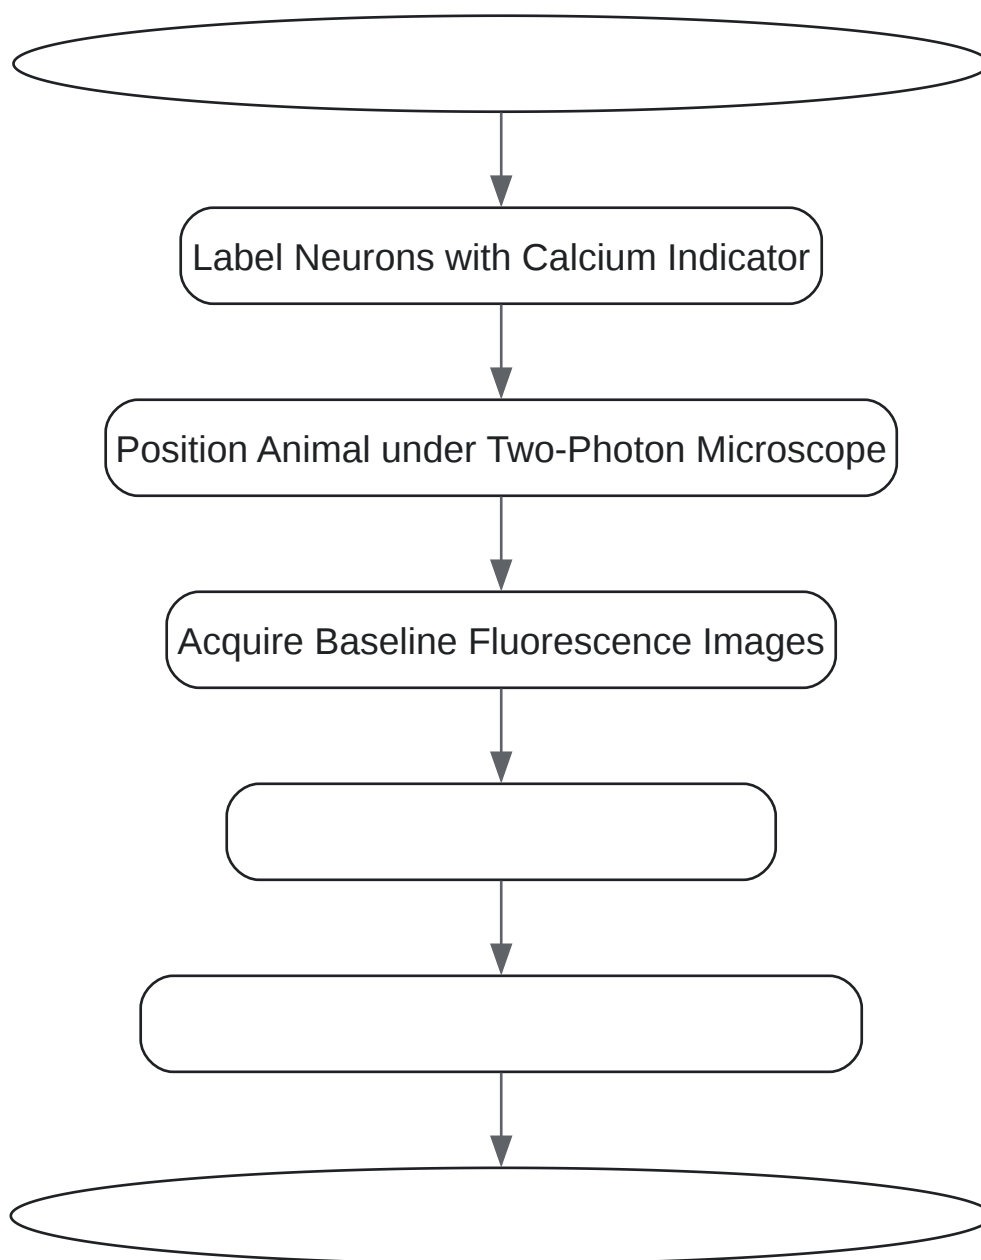 Label Neurons with Calcium Indicator
Position Animal under Two-Photon Microscope
Acquire Baseline Fluorescence Images